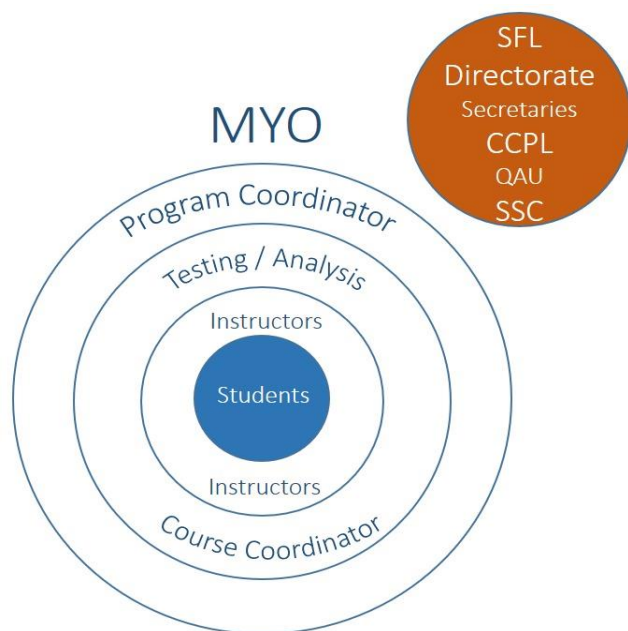 SFL
Directorate
Secretaries
CCPL
QAU
SSC
MYO
Program Coordinator
Testing / Analysis
Instructors
Students
Instructors
Course Coordinator